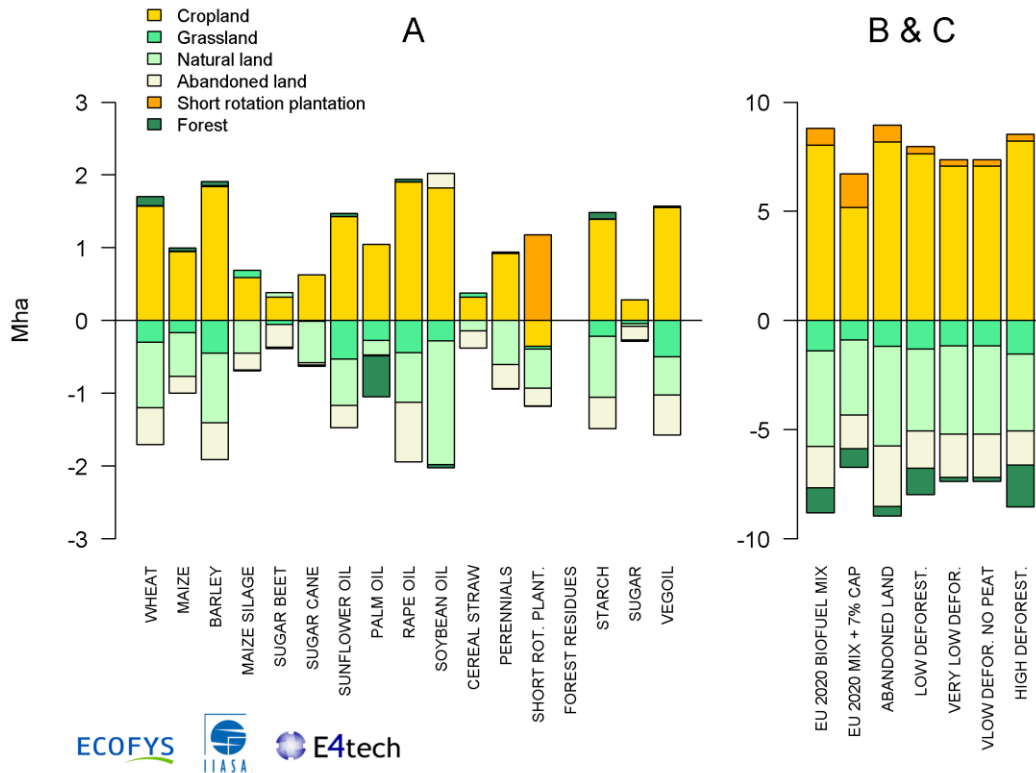 A
B & C
Cropland
Grassland
Natural land
Abandoned land
Short rotation plantation
Forest
Mha
3
2
1
0
-1
-2
-3
10
5
0
-5
-10
WHEAT
MAIZE
BARLEY
MAIZE SILAGE
SUGAR BEET
SUGAR CANE
SUNFLOWER OIL
PALM OIL
RAPE OIL
SOYBEAN OIL
CEREAL STRAW
PERENNIALS
SHORT ROT. PLANT.
FOREST RESIDUES
STARCH
SUGAR
VEGOIL
EU 2020 BIOFUEL MIX
EU 2020 MIX + 7% CAP
ABANDONED LAND
LOW DEFOREST.
VERY LOW DEFOR.
VLOW DEFOR. NO PEAT
HIGH DEFOREST.
ECOFYS
IIASA
E4tech